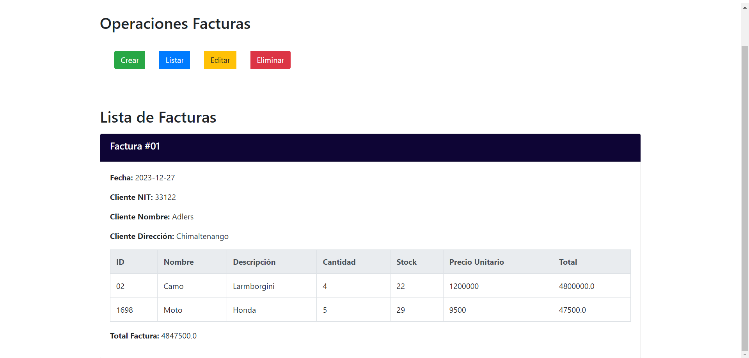 Operaciones Facturas
Crear Listar Editar Eliminar
Lista de Facturas
Factura #01
Fecha: 2023-12-27
Cliente NIT: 33122
Cliente Nombre: Adlers
Cliente Dirección: Chimaltenango
ID Nombre Descripción Cantidad Stock Precio Unitario Total
02 Carro Larmborgini 4 22 1200000 4800000.0
1698 Moto Honda 5 29 9500 47500.0
Total Factura: 4847500.0